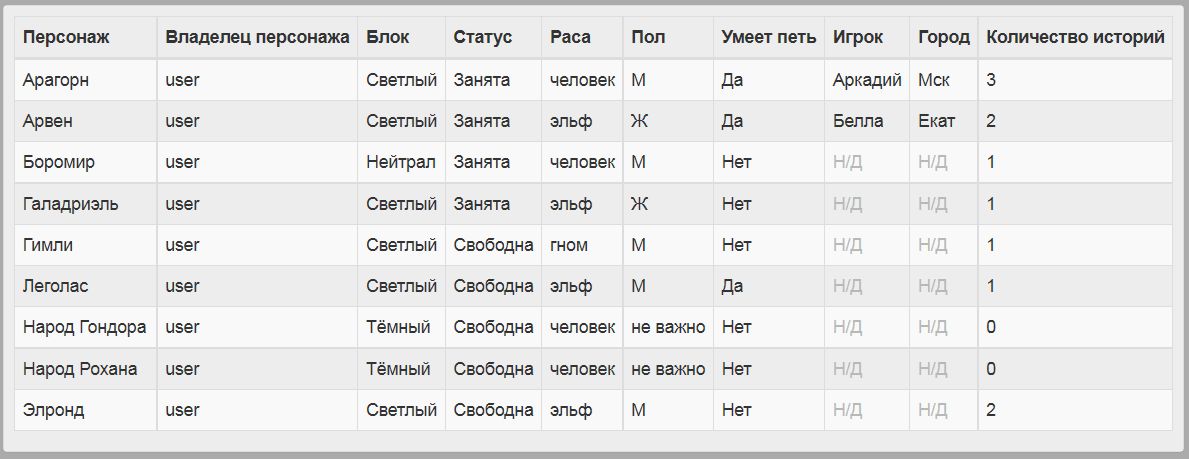 Персонаж Владелец персонажа Блок Статус Раса Пол Умеет петь Игрок Город Количество историй
Арагорн user Светлый Занята человек М Да Аркадий Мск 3
Арвен user Светлый Занята эльф Ж Да Белла Екат 2
Боромир user Нейтрал Занята человек М Нет Н/Д Н/Д 1
Галадриэль user Светлый Занята эльф Ж Нет Н/Д Н/Д 1
Гимли user Светлый Свободна гном М Нет Н/Д Н/Д 1
Леголас user Светлый Свободна эльф М Да Н/Д Н/Д 1
Народ Гондора user Тёмный Свободна человек не важно Нет Н/Д Н/Д 0
Народ Рохана user Тёмный Свободна человек не важно Нет Н/Д Н/Д 0
Элронд user Светлый Свободна эльф М Нет Н/Д Н/Д 2